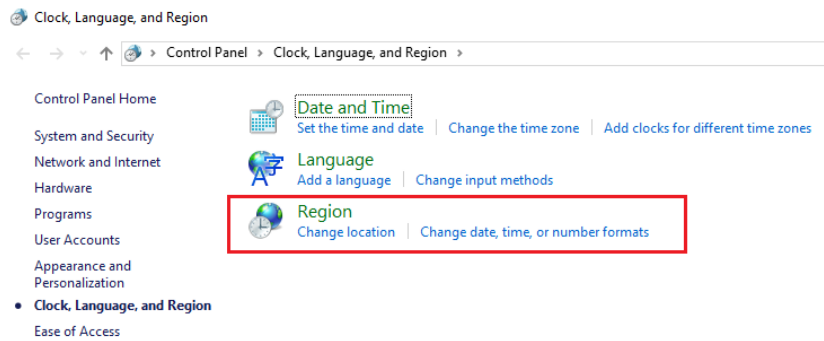 Clock, Language, and Region
Control Panel > Clock, Language, and Region >
Control Panel Home
System and Security
Network and Internet
Hardware
Programs
User Accounts
Appearance and
Personalization
Clock, Language, and Region
Ease of Access
Date and Time
Set the time and date | Change the time zone | Add clocks for different time zones
Language
Add a language | Change input methods
Region
Change location | Change date, time, or number formats